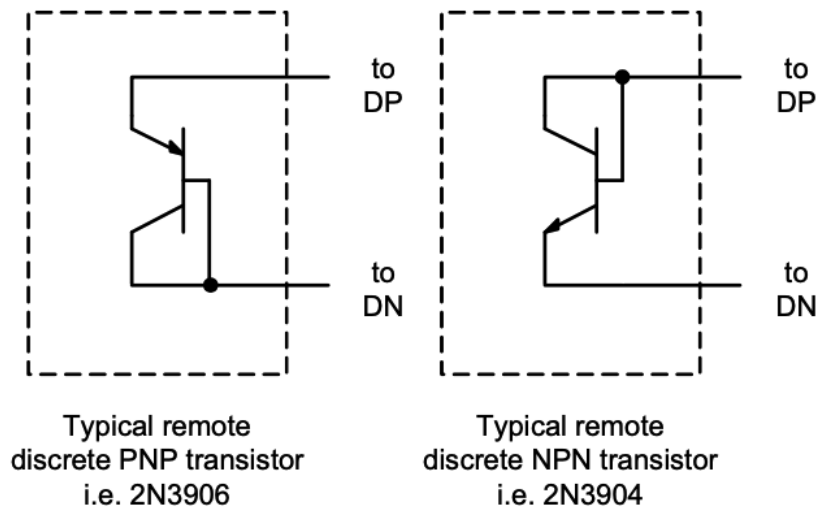 to
DP
to
DN
Typical remote
discrete PNP transistor
i.e. 2N3906
to
DP
to
DN
Typical remote
discrete NPN transistor
i.e. 2N3904